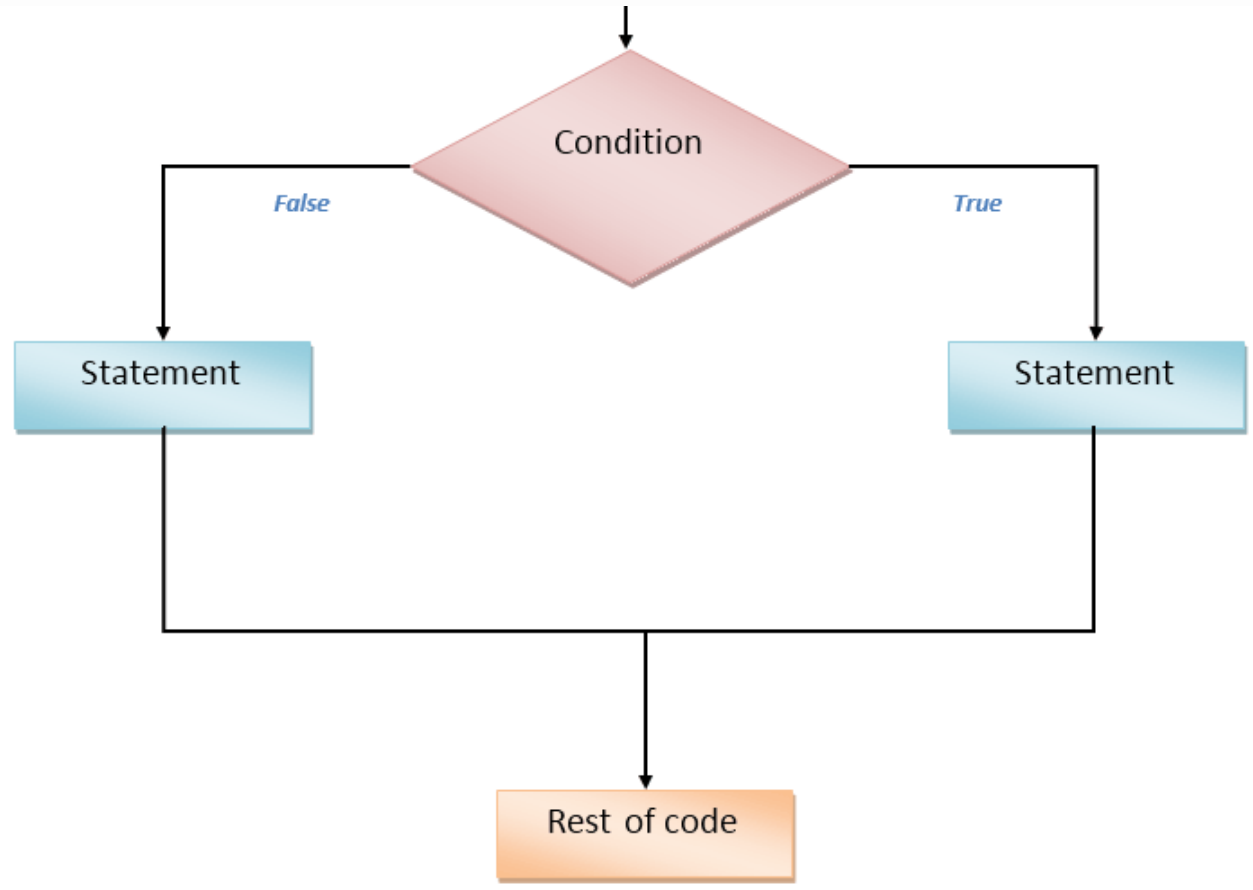 Condition
False
True
Statement
Statement
Rest of code